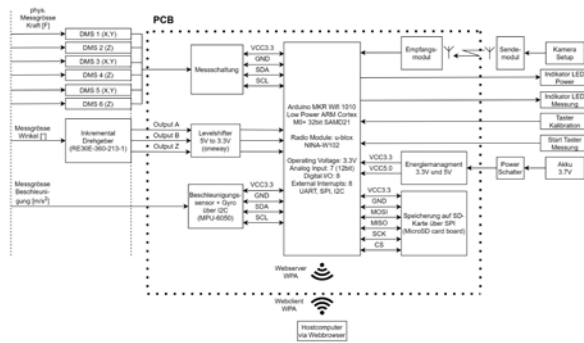 phys.
Messgrösse
Kraft [F]
DMS 1 (X,Y)
DMS 2 (Z)
DMS 3 (X,Y)
DMS 4 (Z)
DMS 5 (X,Y)
DMS 6 (Z)
Messgrösse
Winkel [°]
Inkremental
Drehgeber
(RE30E-360-213-1)
Messgrösse
Beschleuni-
gung [m/s²]
PCB
Messschaltung
VCC3.3
GND
SDA
SCL
Output A
Output B
Output Z
Levelshifter
5V to 3.3V
(oneway)
Beschleunigungs-
sensor + Gyro
über I2C
(MPU-6050)
VCC3.3
GND
SDA
SCL
Arduino MKR Wifi 1010
Low Power ARM Cortex
M0+ 32bit SAMD21
Radio Module: u-blox
NINA-W102
Operating Voltage: 3.3V
Analog Input: 7 (12bit)
Digital I/O: 8
External Interrupts: 8
UART, SPI, I2C
Empfangs-
modul
Sende-
modul
Kamera
Setup
Indikator LED
Power
Indikator LED
Messung
Taster
Kalibration
Start Taster
Messung
VCC3.3
VCC5.0
Energiemanagment
3.3V und 5V
Power
Schalter
Akku
3.7V
VCC3.3
GND
MOSI
MISO
SCK
CS
Speicherung auf SD-
Karte über SPI
(MicroSD card board)
Webserver
WPA
Webclient
WPA
Hostcomputer
via Webbrowser